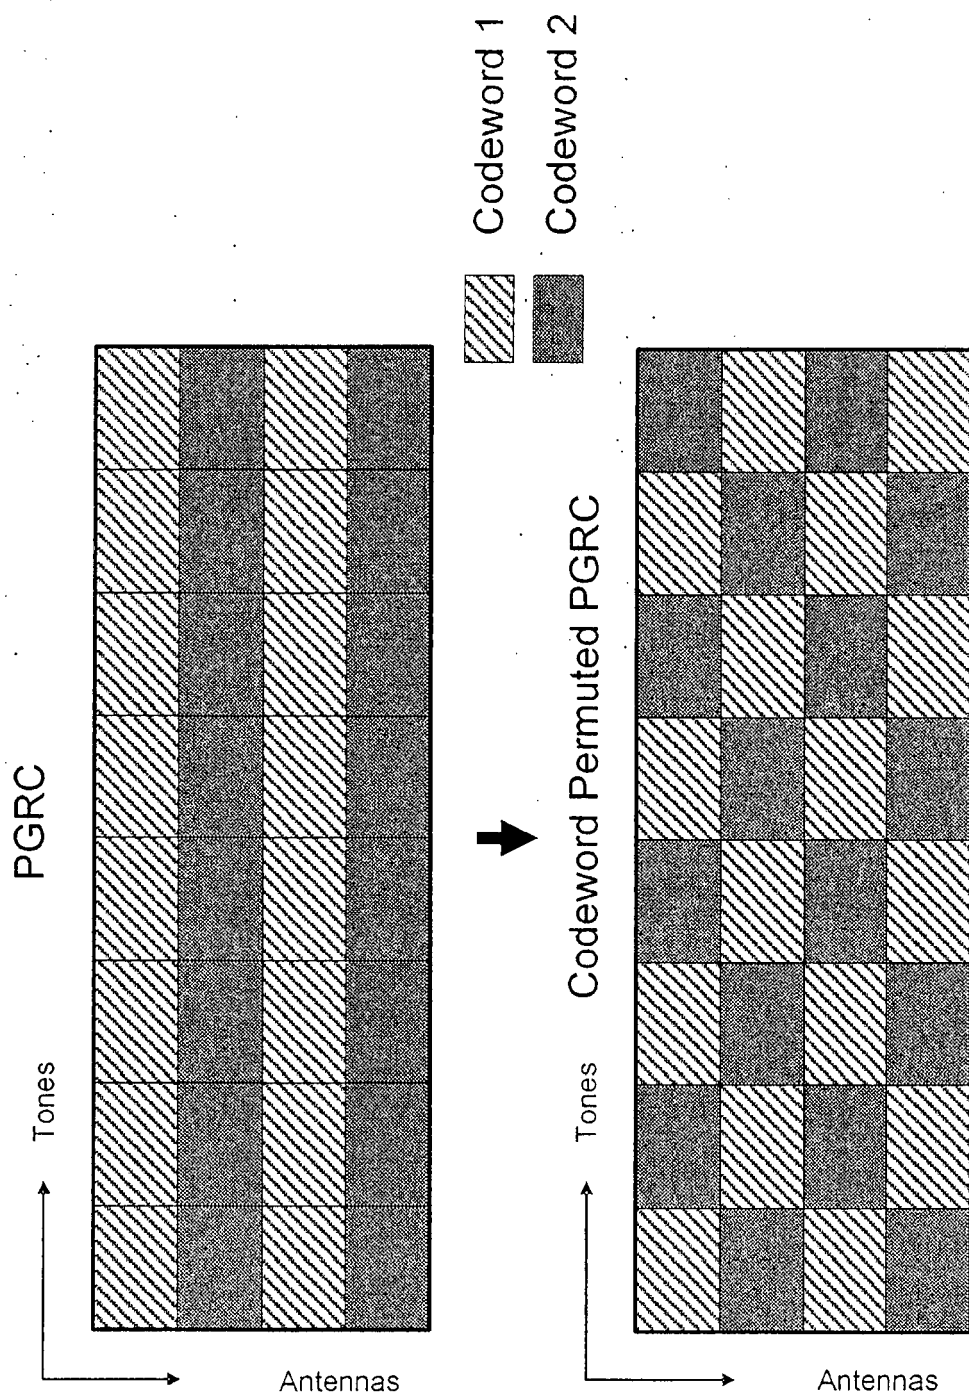 PGRC
Tones
Antennas
Codeword 1
Codeword 2
Codeword Permuted PGRC
Tones
Antennas